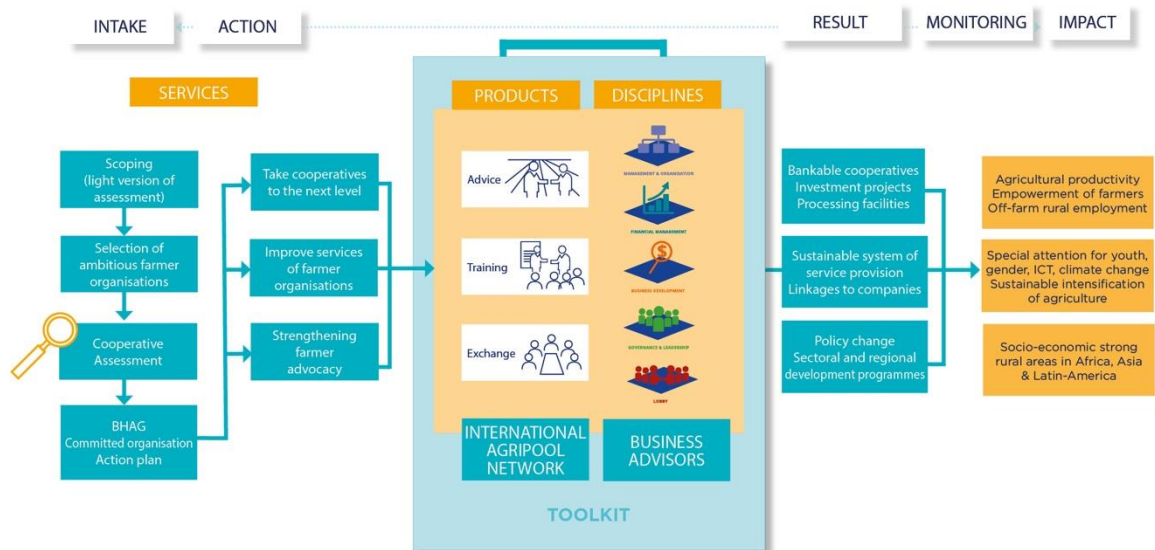 INTAKE
ACTION
RESULT
MONITORING
IMPACT
SERVICES
Scoping
(light version of
assessment)
Selection of
ambitious farmer
organisations
Cooperative
Assessment
BHAG
Committed organisation
Action plan
Take cooperatives
to the next level
Improve services
of farmer
organisations
Strengthening
farmer
advocacy
PRODUCTS
DISCIPLINES
Advice
Training
Exchange
MANAGEMENT & ORGANISATION
FINANCIAL MANAGEMENT
BUSINESS DEVELOPMENT
GOVERNANCE & LEADERSHIP
LOBBY
INTERNATIONAL
AGRIPOOL
NETWORK
BUSINESS
ADVISORS
TOOLKIT
Bankable cooperatives
Investment projects
Processing facilities
Sustainable system of
service provision
Linkages to companies
Policy change
Sectoral and regional
development programmes
Agricultural productivity
Empowerment of farmers
Off-farm rural employment
Special attention for youth,
gender, ICT, climate change
Sustainable intensification
of agriculture
Socio-economic strong
rural areas in Africa, Asia
& Latin-America